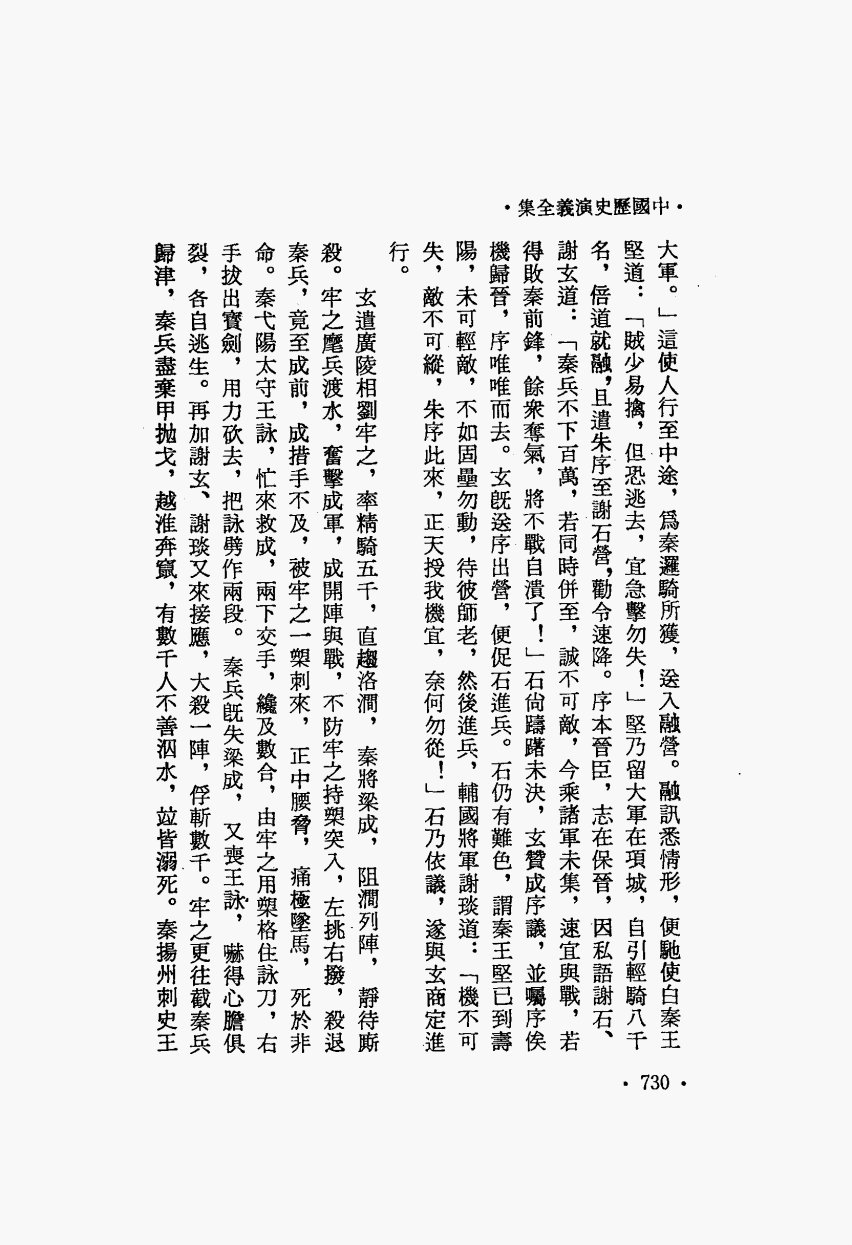 ·中國歷史演義全集·
大軍。」這使人行至中途，爲秦邏騎所獲，送入融營。融訊悉情形，便馳使白秦王
堅道：「賊少易擒，但恐逃去，宜急擊勿失！」堅乃留大軍在項城，自引輕騎八千
名，倍道就融，且遣朱序至謝石營，勸令速降。序本晉臣，志在保晉，因私語謝石、
謝玄道：「秦兵不下百萬，若同時併至，誠不可敵，今乘諸軍未集，速宜與戰，若
得敗秦前鋒，餘衆奪氣，將不戰自潰了！」石尙躊躇未決，玄贊成序議，並囑序俟
機歸晉，序唯唯而去。玄旣送序出營，便促石進兵。石仍有難色，謂秦王堅已到壽
陽，未可輕敵，不如固壘勿動，待彼師老，然後進兵，輔國將軍謝琰道：「機不可
失，敵不可縱，朱序此來，正天授我機宜，奈何勿從！」石乃依議，遂與玄商定進
行。
玄遣廣陵相劉牢之，率精騎五千，直趨洛澗，秦將梁成，阻澗列陣，靜待廝
殺。牢之麾兵渡水，奮擊成軍，成開陣與戰，不防牢之持槊突入，左挑右撥，殺退
秦兵，竟至成前，成措手不及，被牢之一槊刺來，正中腰脅，痛極墜馬，死於非
命。秦弋陽太守王詠，忙來救成，兩下交手，纔及數合，由牢之用槊格住詠刀，右
手拔出寶劍，用力砍去，把詠劈作兩段。秦兵旣失梁成，又喪王詠，嚇得心膽俱
裂，各自逃生。再加謝玄、謝琰又來接應，大殺一陣，俘斬數千。牢之更往截秦兵
歸津，秦兵盡棄甲拋戈，越淮奔竄，有數千人不善泅水，竝皆溺死。秦揚州刺史王
·730·